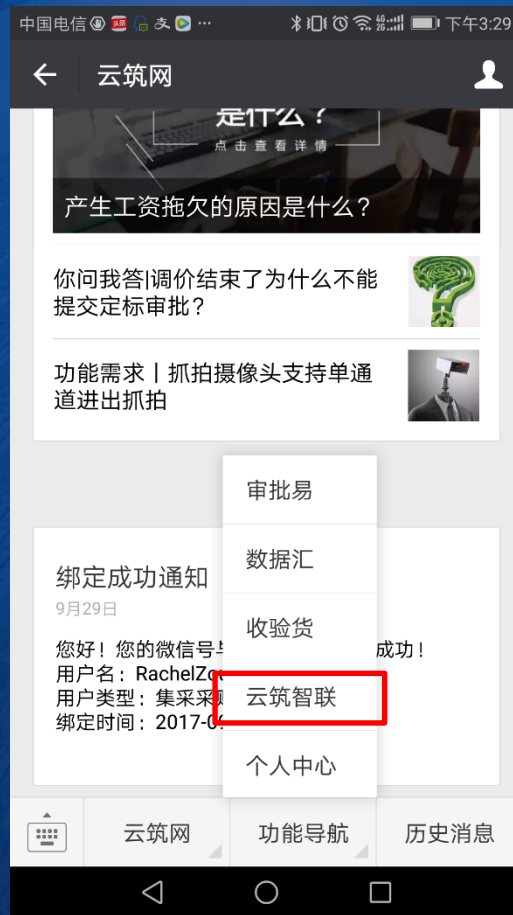 中国电信 头条 支 ... 46 26 下午3:29
云筑网
是什么？
点击查看详情
产生工资拖欠的原因是什么？
你问我答|调价结束了为什么不能
提交定标审批？
功能需求丨抓拍摄像头支持单通
道进出抓拍
审批易
数据汇
收验货
云筑智联
个人中心
绑定成功通知
9月29日
您好！您的微信号 成功！
用户名：RachelZo
用户类型：集采采
绑定时间：2017-0
云筑网
功能导航
历史消息